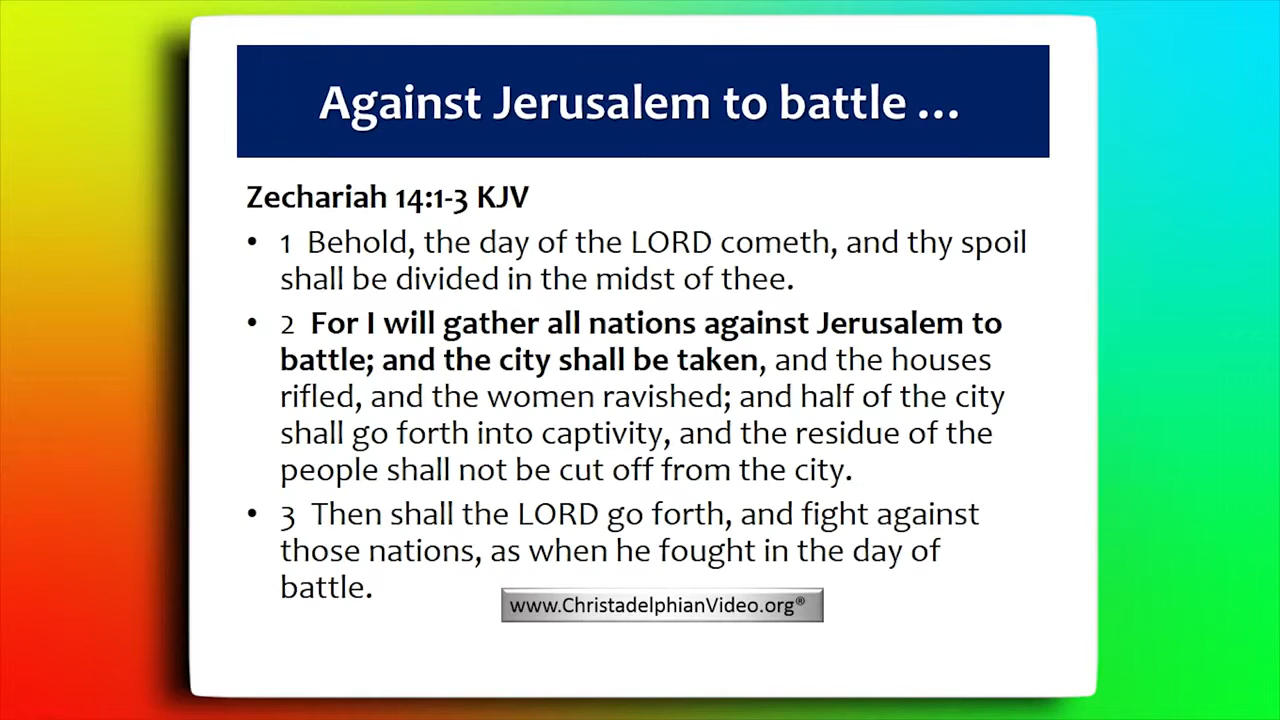 Against Jerusalem to battle ...
Zechariah 14:1-3 KJV
• 1 Behold, the day of the LORD cometh, and thy spoil
shall be divided in the midst of thee.
• 2 For I will gather all nations against Jerusalem to
battle; and the city shall be taken, and the houses
rifled, and the women ravished; and half of the city
shall go forth into captivity, and the residue of the
people shall not be cut off from the city.
• 3 Then shall the LORD go forth, and fight against
those nations, as when he fought in the day of
battle.
www.ChristadelphianVideo.org®